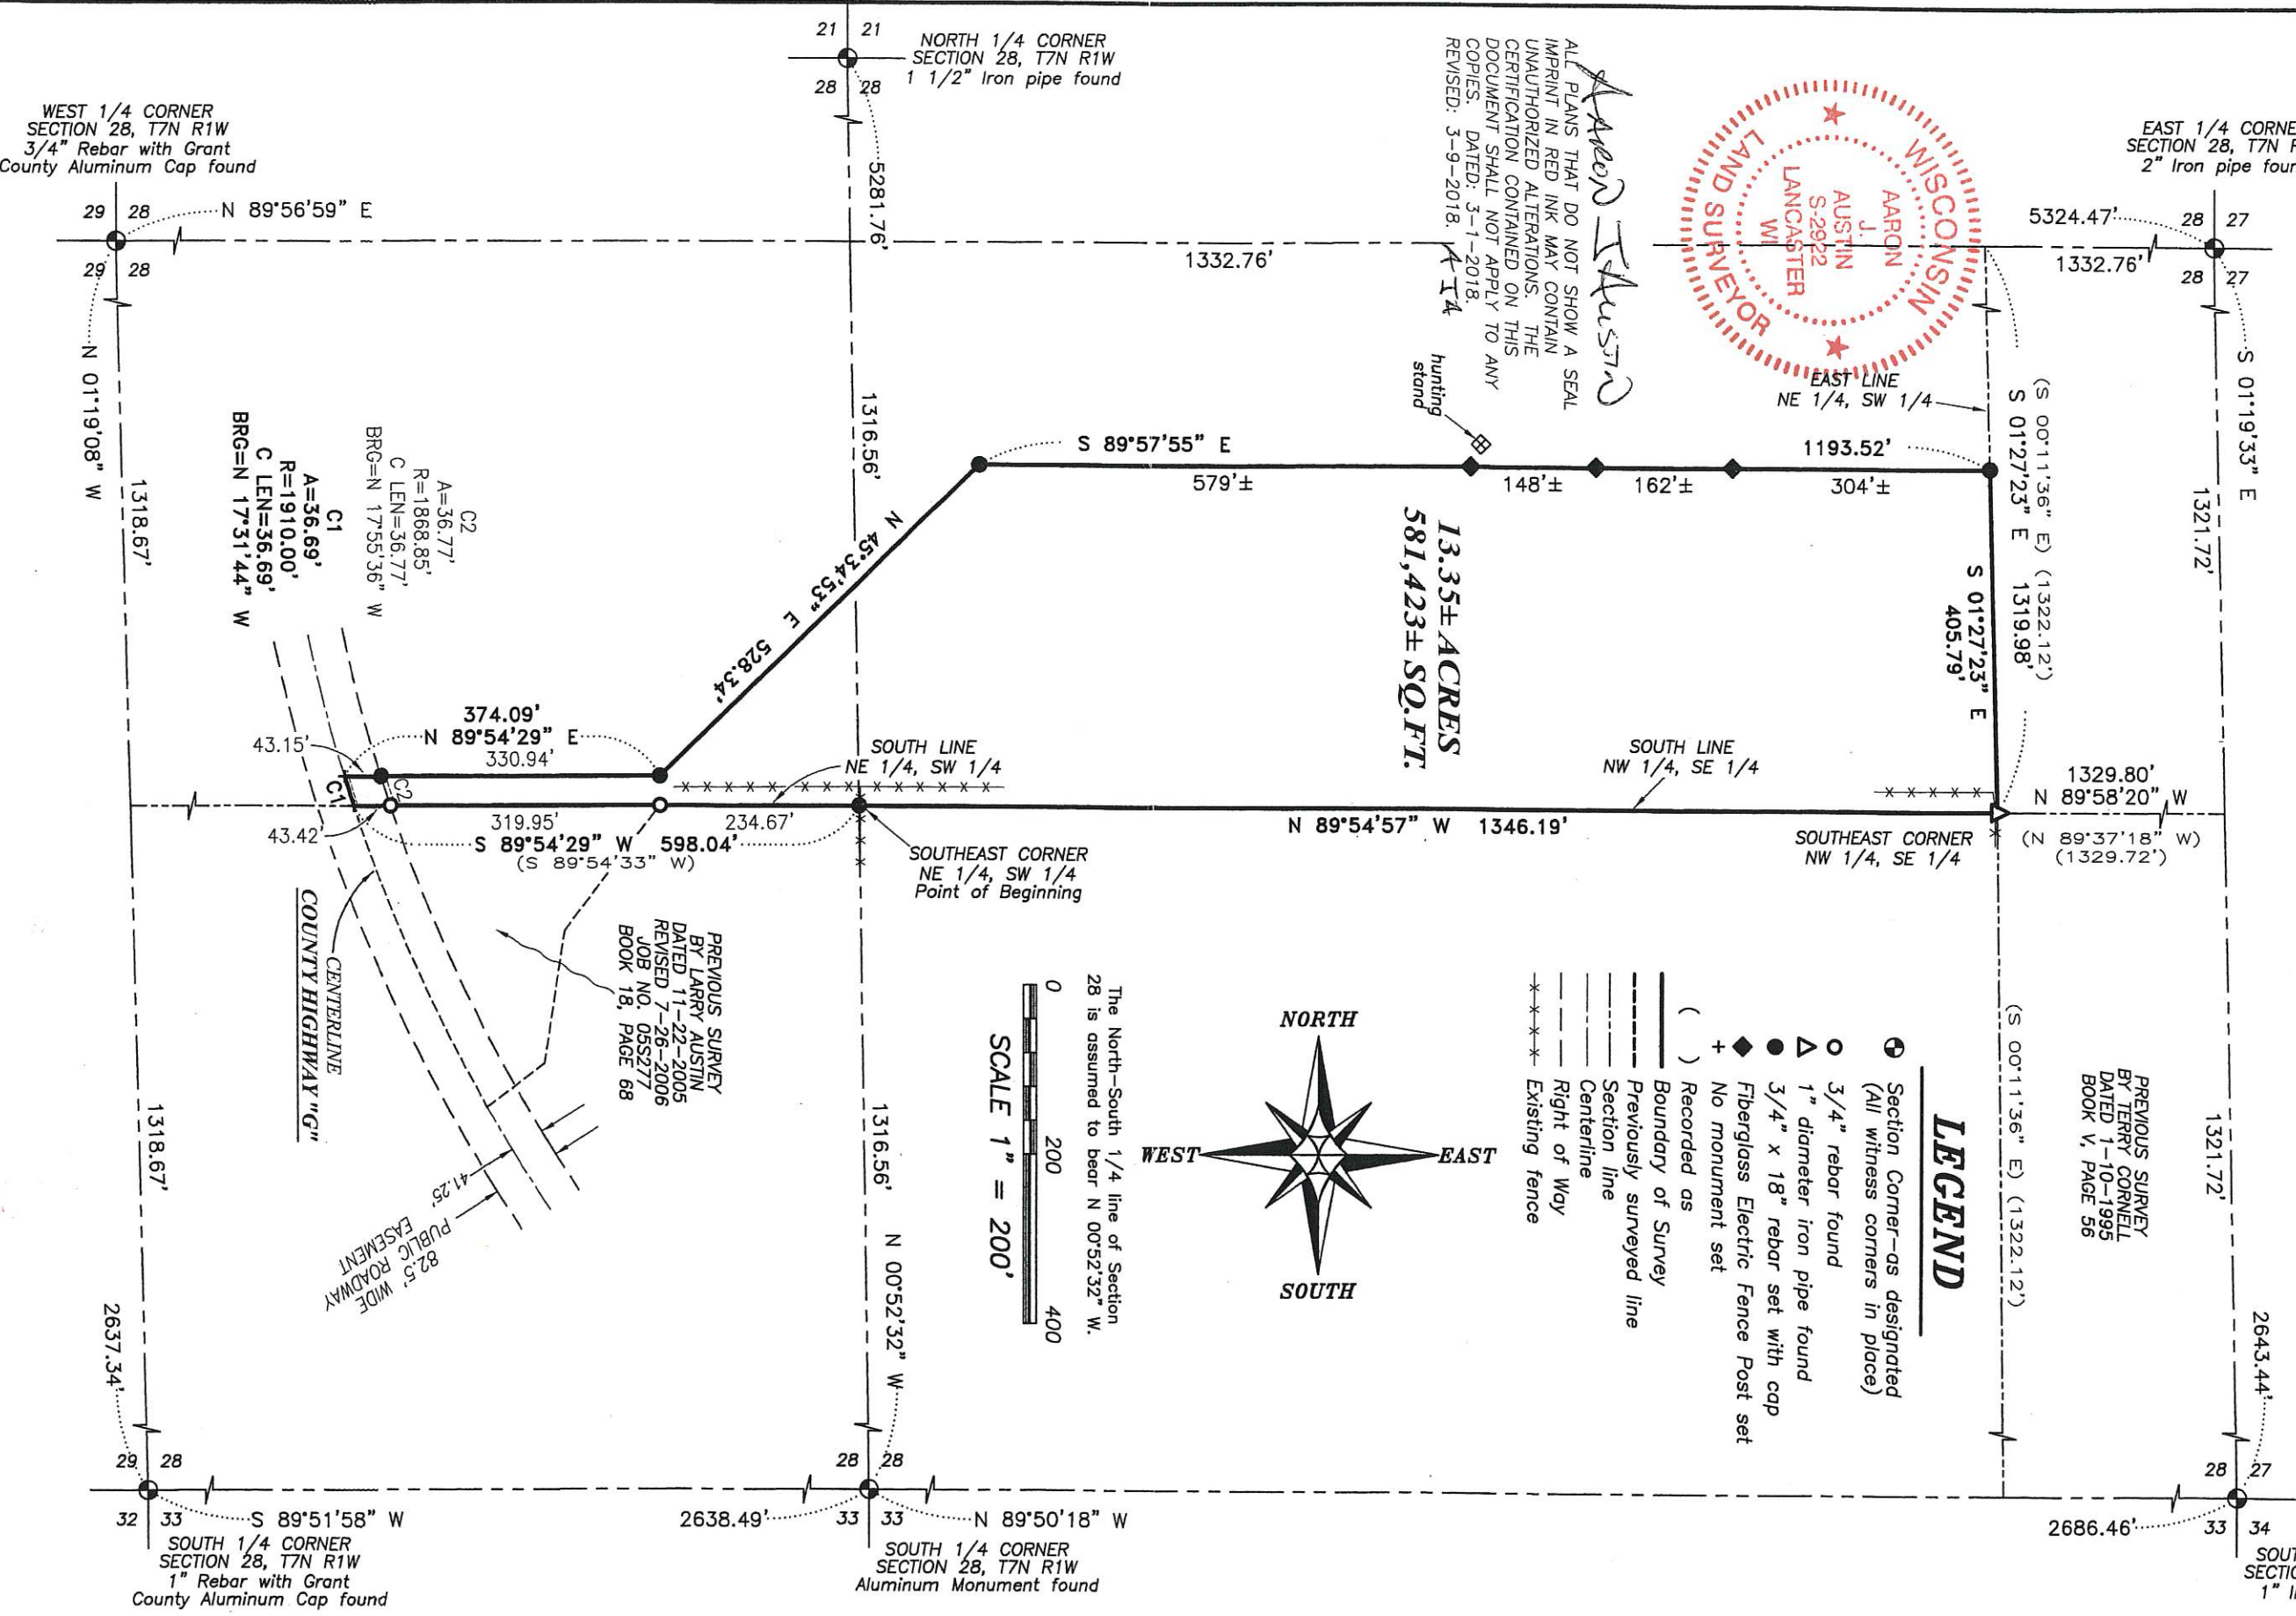 21 21
28 28
NORTH 1/4 CORNER
SECTION 28, T7N R1W
1 1/2" Iron pipe found
WEST 1/4 CORNER
SECTION 28, T7N R1W
3/4" Rebar with Grant
County Aluminum Cap found
29 28
29 28
N 89°56'59" E
5281.76'
1332.76'
ALL PLANS THAT DO NOT SHOW A SEAL
IMPRINT IN RED INK MAY CONTAIN
UNAUTHORIZED ALTERATIONS. THE
CERTIFICATION CONTAINED ON THIS
DOCUMENT SHALL NOT APPLY TO ANY
COPIES. DATED: 3-1-2018.
REVISED: 3-9-2018. AJA
Aaron J Austin
WISCONSIN
AARON
J.
AUSTIN
S-2922
LANCASTER
WI
LAND SURVEYOR
EAST 1/4 CORNE
SECTION 28, T7N R
2" Iron pipe foun
5324.47'
28 27
28 27
1332.76'
S 01°19'33" E
1321.72'
N 01°19'08" W
1318.67'
C2
A=36.77'
R=1868.85'
C LEN=36.77'
BRG=N 17°55'36" W
C1
A=36.69'
R=1910.00'
C LEN=36.69'
BRG=N 17°31'44" W
1316.56'
hunting
stand
EAST LINE
NE 1/4, SW 1/4
(S 00°11'36" E) (1322.12')
S 01°27'23" E 1319.98'
S 89°57'55" E
1193.52'
579'±
148'±
162'±
304'±
S 01°27'23" E
405.79'
N 45°34'53" E 528.34'
13.35± ACRES
581,423± SQ.FT.
374.09'
N 89°54'29" E
43.15'
330.94'
C1
C2
SOUTH LINE
NE 1/4, SW 1/4
SOUTH LINE
NW 1/4, SE 1/4
1329.80'
N 89°58'20" W
(N 89°37'18" W)
(1329.72')
43.42'
319.95'
234.67'
S 89°54'29" W 598.04'
(S 89°54'33" W)
N 89°54'57" W 1346.19'
SOUTHEAST CORNER
NW 1/4, SE 1/4
SOUTHEAST CORNER
NE 1/4, SW 1/4
Point of Beginning
CENTERLINE
COUNTY HIGHWAY "G"
PREVIOUS SURVEY
BY LARRY AUSTIN
DATED 11-22-2005
REVISED 7-26-2006
JOB NO. 05S277
BOOK 18, PAGE 68
41.25'
82.5' WIDE
PUBLIC ROADWAY
EASEMENT
The North-South 1/4 line of Section
28 is assumed to bear N 00°52'32" W.
0 200 400
SCALE 1" = 200'
NORTH
WEST
EAST
SOUTH
LEGEND
Section Corner-as designated
(All witness corners in place)
3/4" rebar found
1" diameter iron pipe found
3/4" x 18" rebar set with cap
Fiberglass Electric Fence Post set
+ No monument set
( ) Recorded as
Boundary of Survey
Previously surveyed line
Section line
Centerline
Right of Way
Existing fence
(S 00°11'36" E) (1322.12')
PREVIOUS SURVEY
BY TERRY CORNELL
DATED 1-10-1995
BOOK V, PAGE 56
1321.72'
2643.44'
1318.67'
2637.34'
1316.56'
N 00°52'32" W
29 28
32 33
S 89°51'58" W
SOUTH 1/4 CORNER
SECTION 28, T7N R1W
1" Rebar with Grant
County Aluminum Cap found
2638.49'
28 28
33 33
N 89°50'18" W
SOUTH 1/4 CORNER
SECTION 28, T7N R1W
Aluminum Monument found
2686.46'
28 27
33 34
SOUT
SECTIO